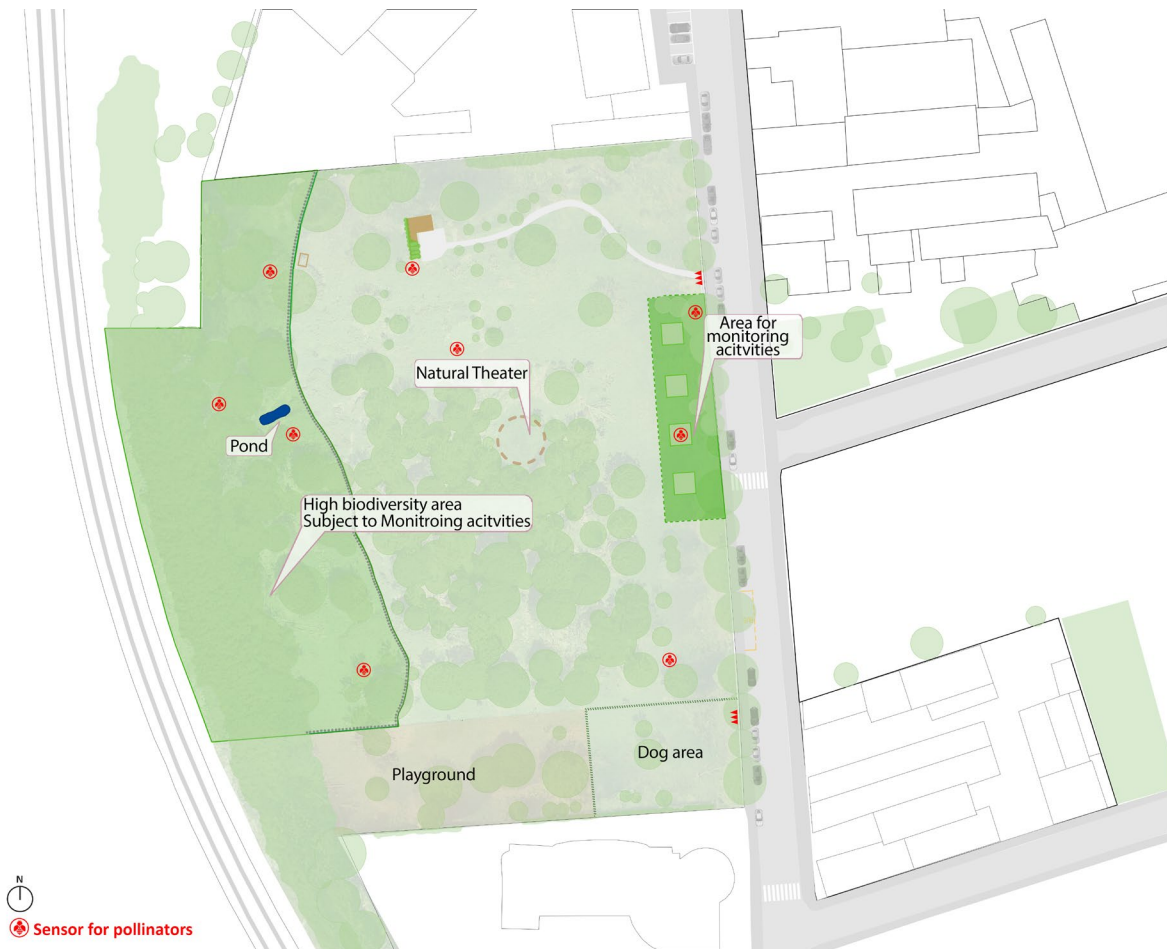 Area for
monitoring
acitvities
Natural Theater
Pond
High biodiversity area
Subject to Monitroing acitvities
Dog area
Playground
N
Sensor for pollinators